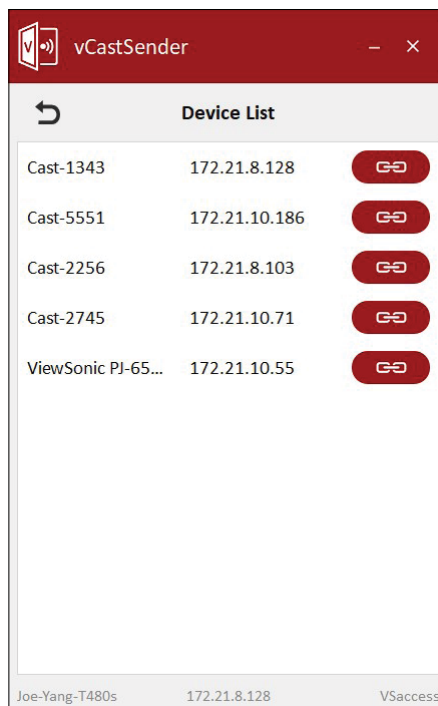 vCastSender
Device List
Cast-1343 172.21.8.128
Cast-5551 172.21.10.186
Cast-2256 172.21.8.103
Cast-2745 172.21.10.71
ViewSonic PJ-65... 172.21.10.55
Joe-Yang-T480s 172.21.8.128 VSaccess